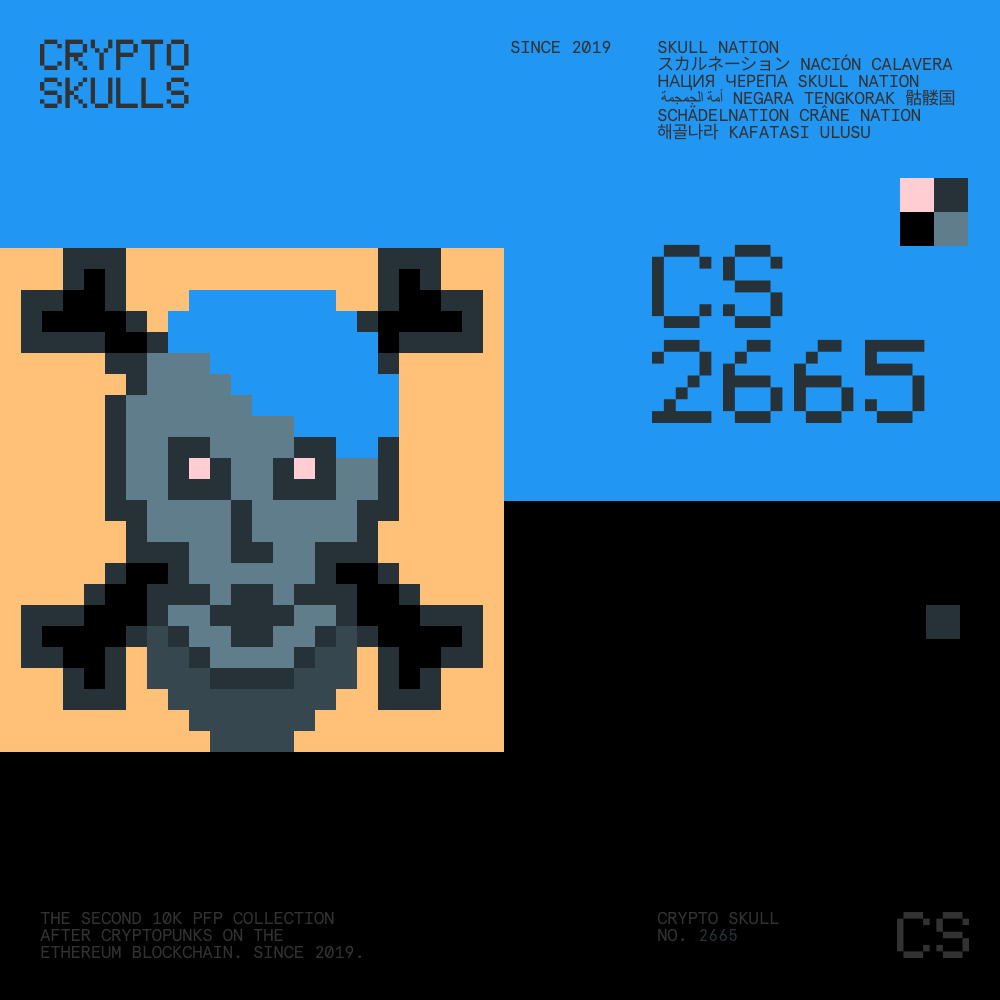 CRYPTO
SKULLS
SINCE 2019
SKULL NATION
スカルネーション NACIÓN CALAVERA
НАЦИЯ ЧЕРЕПА SKULL NATION
أمة الجمجمة NEGARA TENGKORAK 骷髅国
SCHÄDELNATION CRÂNE NATION
해골나라 KAFATASI ULUSU
CS
2665
THE SECOND 10K PFP COLLECTION
AFTER CRYPTOPUNKS ON THE
ETHEREUM BLOCKCHAIN. SINCE 2019.
CRYPTO SKULL
NO. 2665
CS